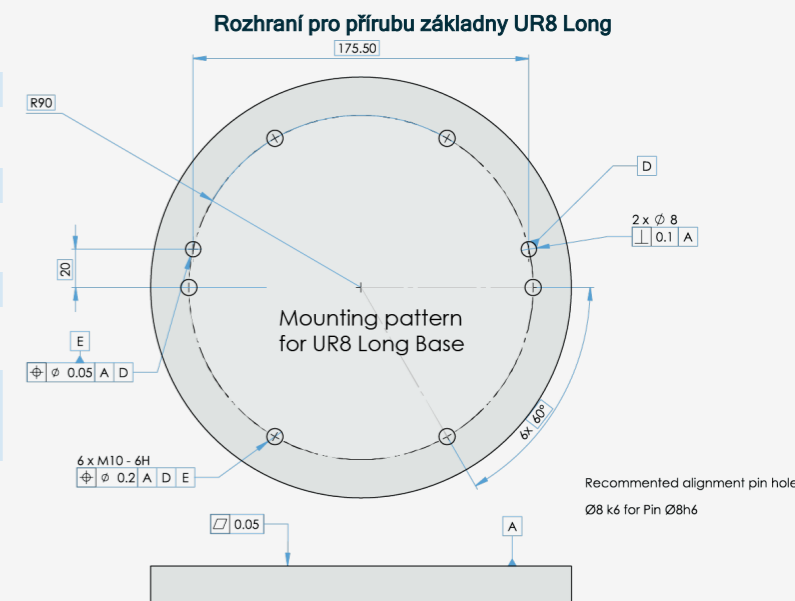 Rozhraní pro přírubu základny UR8 Long
175.50
R90
D
2 x ∅ 8
⟂ 0.1 A
20
Mounting pattern
for UR8 Long Base
E
⌖ ∅ 0.05 A D
6x 60°
6 x M10 - 6H
⌖ ∅ 0.2 A D E
Recommented alignment pin hole
Ø8 k6 for Pin Ø8h6
⏥ 0.05
A